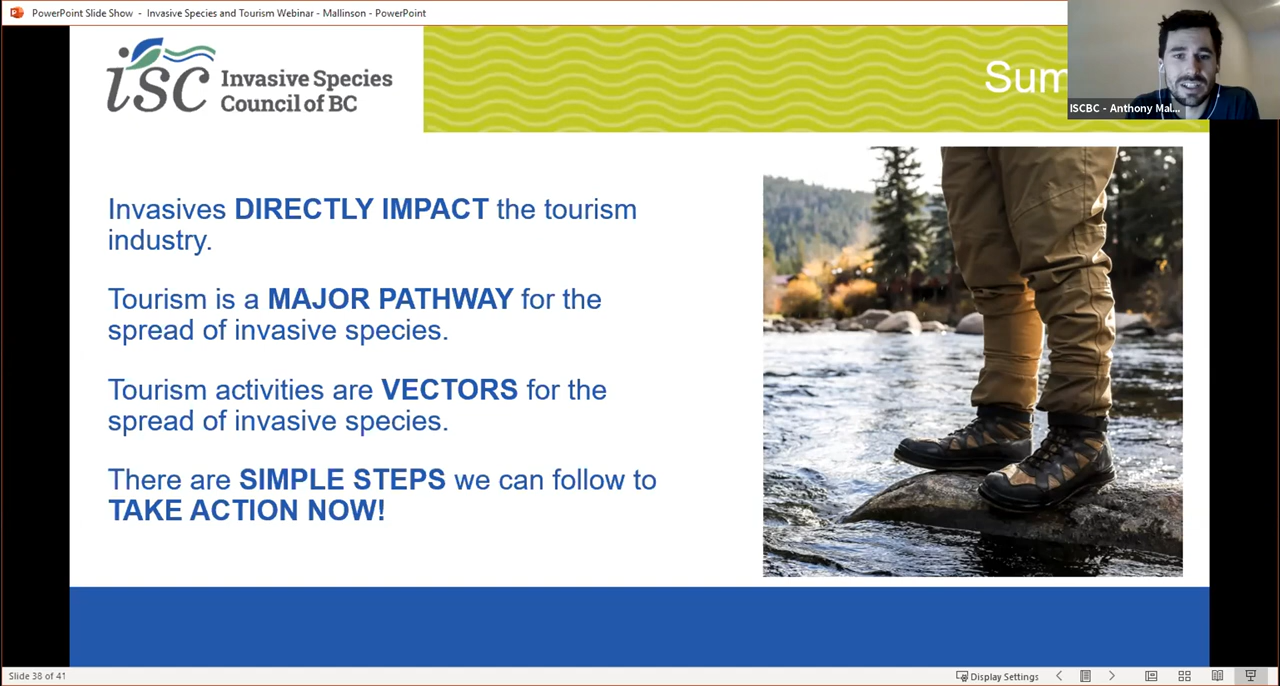 PowerPoint Slide Show - Invasive Species and Tourism Webinar - Mallinson - PowerPoint
isc Invasive Species
Council of BC
Sum
ISCBC - Anthony Mal...
Invasives DIRECTLY IMPACT the tourism
industry.
Tourism is a MAJOR PATHWAY for the
spread of invasive species.
Tourism activities are VECTORS for the
spread of invasive species.
There are SIMPLE STEPS we can follow to
TAKE ACTION NOW!
Slide 38 of 41
Display Settings